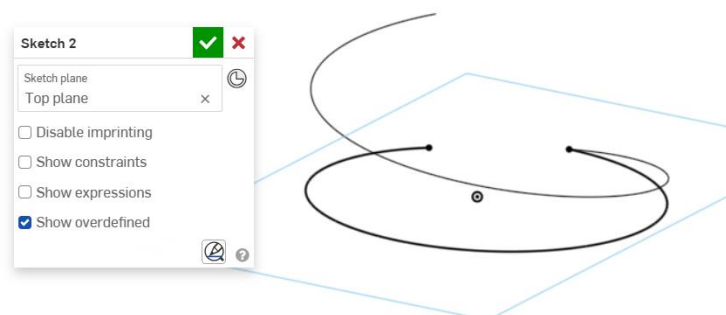 Sketch 2
Sketch plane
Top plane
Disable imprinting
Show constraints
Show expressions
Show overdefined